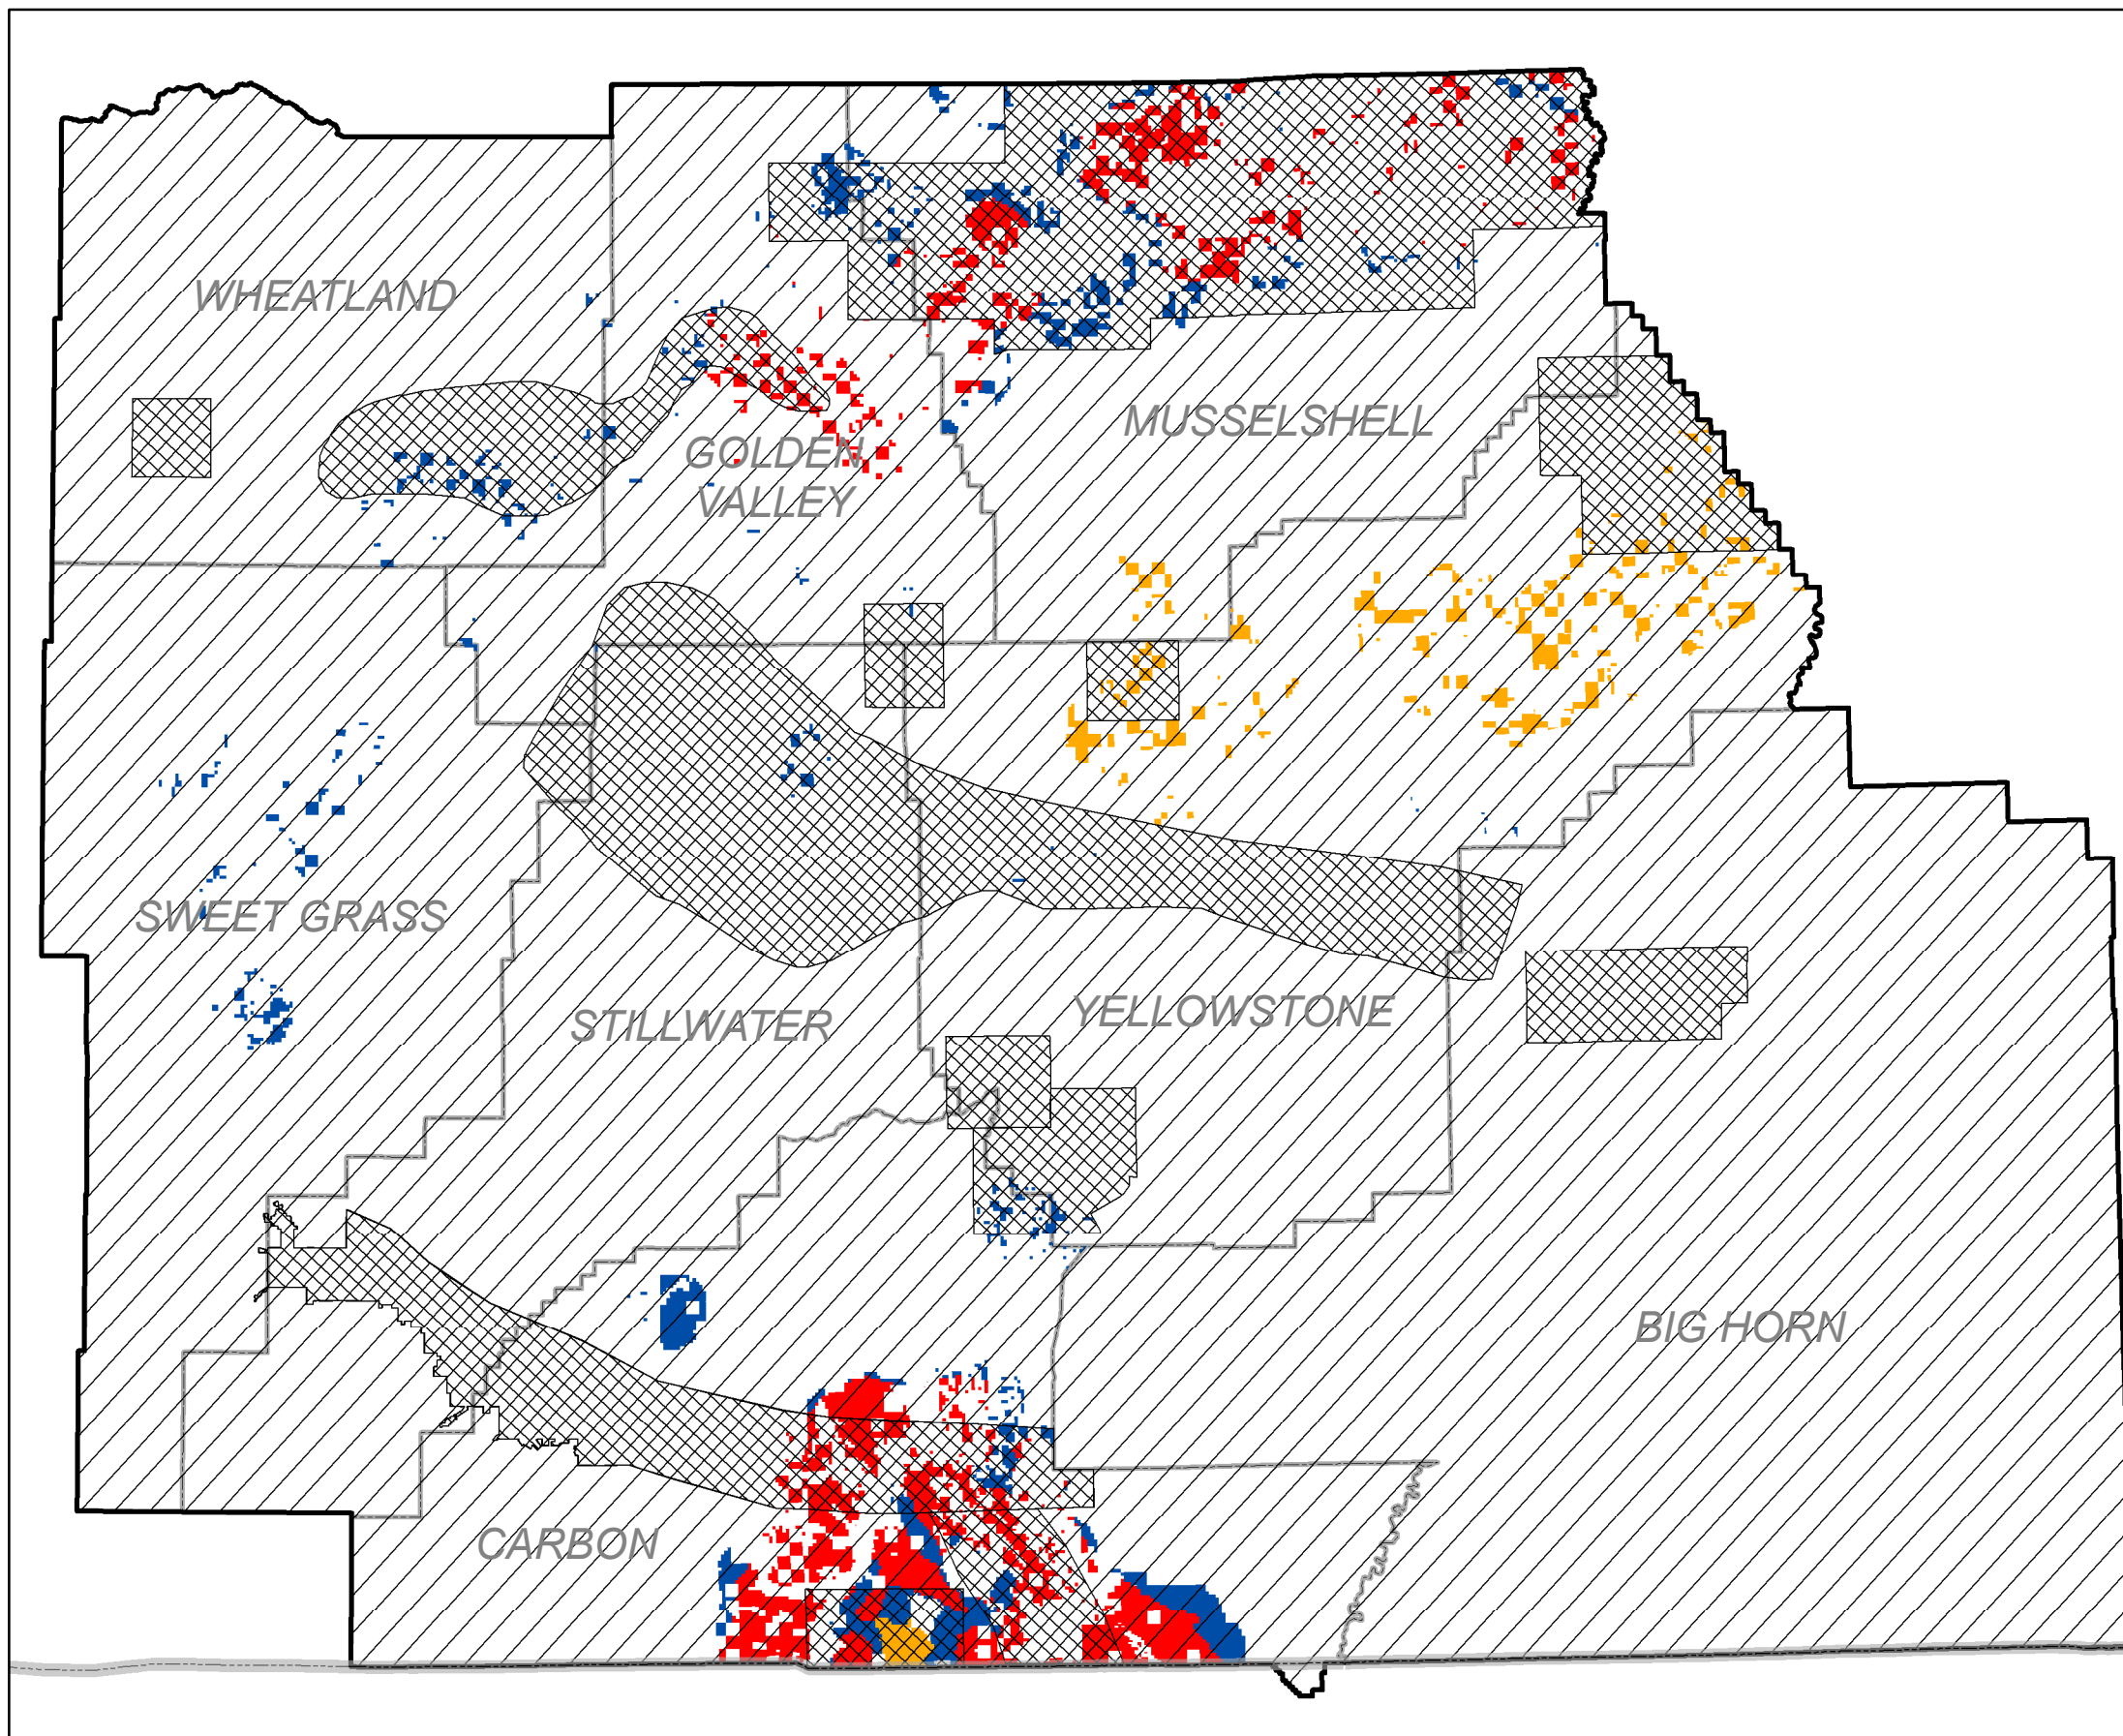 WHEATLAND
MUSSELSHELL
GOLDEN
VALLEY
SWEET GRASS
STILLWATER
YELLOWSTONE
BIG HORN
CARBON